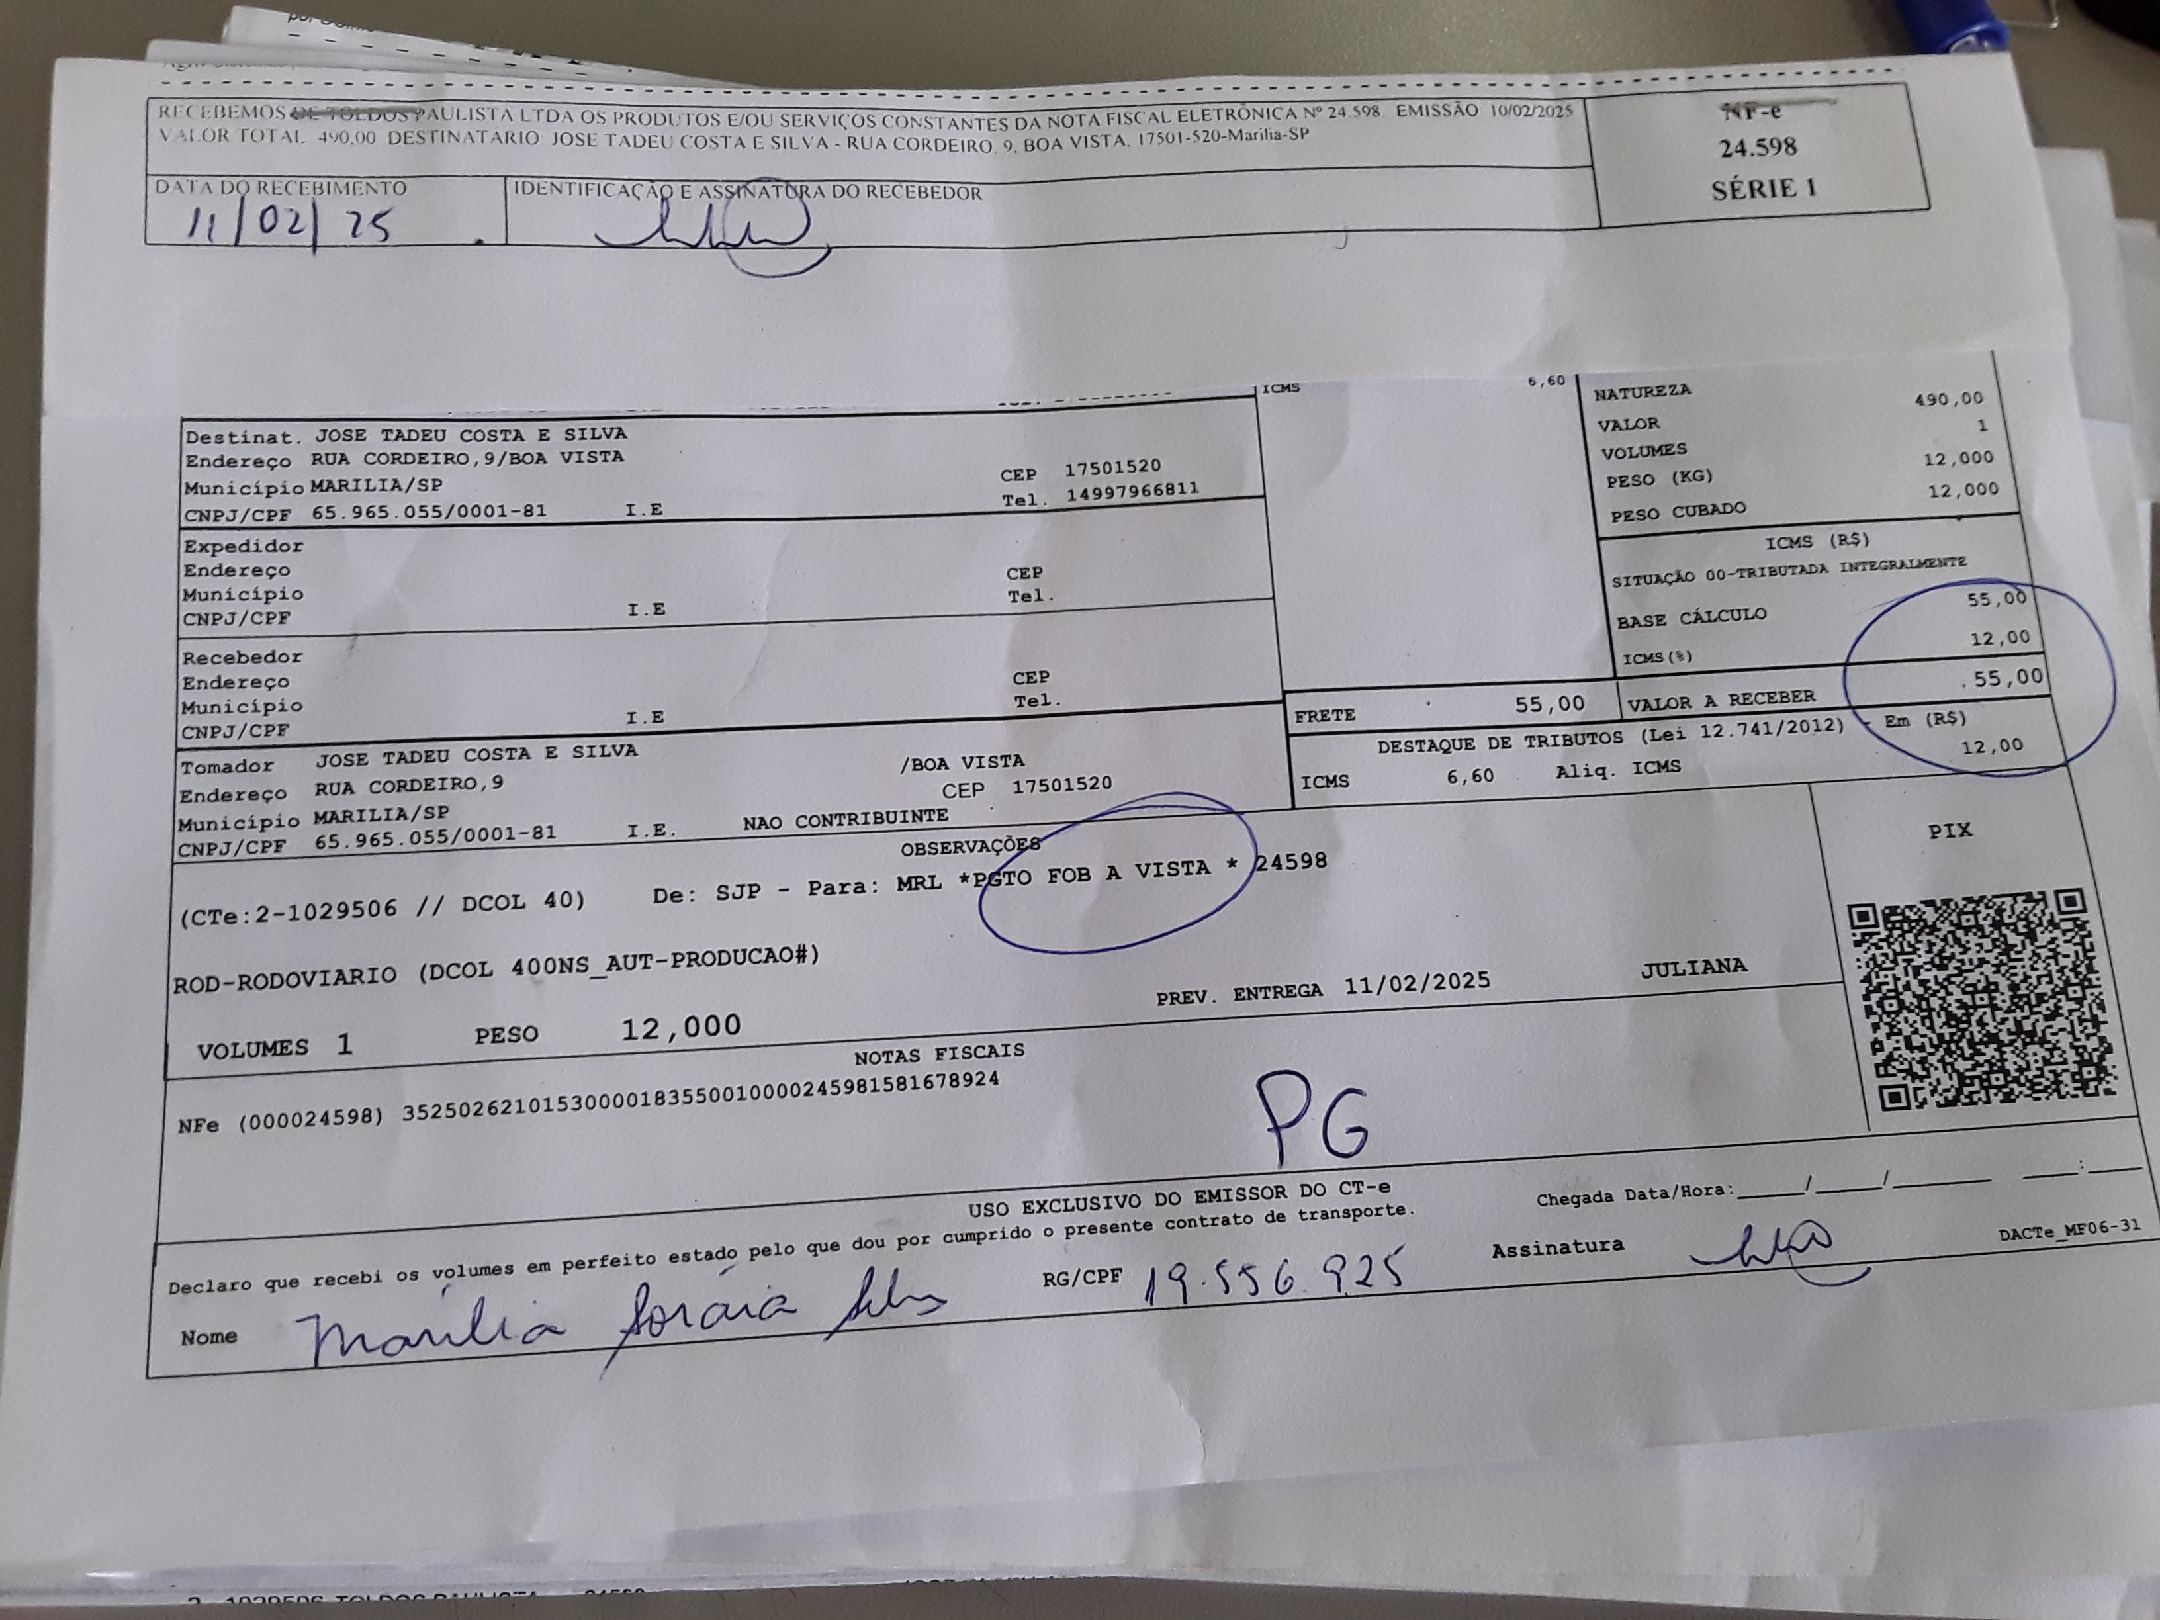 RECEBEMOS DE TOLDOS PAULISTA LTDA OS PRODUTOS E/OU SERVIÇOS CONSTANTES DA NOTA FISCAL ELETRÔNICA Nº 24.598 EMISSÃO 10/02/2025
VALOR TOTAL 490,00 DESTINATÁRIO: JOSE TADEU COSTA E SILVA - RUA CORDEIRO, 9, BOA VISTA, 17501-520-Marília-SP
NF-e
24.598
SÉRIE 1
DATA DO RECEBIMENTO
11/02/25
IDENTIFICAÇÃO E ASSINATURA DO RECEBEDOR
ICMS 6,60
NATUREZA
VALOR 490,00
VOLUMES 1
PESO (KG) 12,000
PESO CUBADO 12,000
Destinat. JOSE TADEU COSTA E SILVA
Endereço RUA CORDEIRO,9/BOA VISTA CEP 17501520
Município MARILIA/SP Tel. 14997966811
CNPJ/CPF 65.965.055/0001-81 I.E
Expedidor
Endereço CEP
Município Tel.
CNPJ/CPF I.E
ICMS (R$)
SITUAÇÃO 00-TRIBUTADA INTEGRALMENTE
BASE CÁLCULO 55,00
ICMS(%) 12,00
Recebedor
Endereço CEP
Município Tel.
CNPJ/CPF I.E
FRETE 55,00 VALOR A RECEBER 55,00
DESTAQUE DE TRIBUTOS (Lei 12.741/2012) - Em (R$)
ICMS 6,60 Aliq. ICMS 12,00
Tomador JOSE TADEU COSTA E SILVA
Endereço RUA CORDEIRO,9 /BOA VISTA
Município MARILIA/SP CEP 17501520
CNPJ/CPF 65.965.055/0001-81 I.E. NAO CONTRIBUINTE
OBSERVAÇÕES
(CTe:2-1029506 // DCOL 40) De: SJP - Para: MRL *PGTO FOB A VISTA * 24598
PIX
ROD-RODOVIARIO (DCOL 400NS_AUT-PRODUCAO#)
PREV. ENTREGA 11/02/2025 JULIANA
VOLUMES 1 PESO 12,000
NOTAS FISCAIS
NFe (000024598) 35250262101530000183550010000245981581678924
PG
USO EXCLUSIVO DO EMISSOR DO CT-e
Declaro que recebi os volumes em perfeito estado pelo que dou por cumprido o presente contrato de transporte.
Chegada Data/Hora:____/____/______ ___:___
Nome Marília Soraia Silva RG/CPF 19.556.925 Assinatura
DACTe_MF06-31